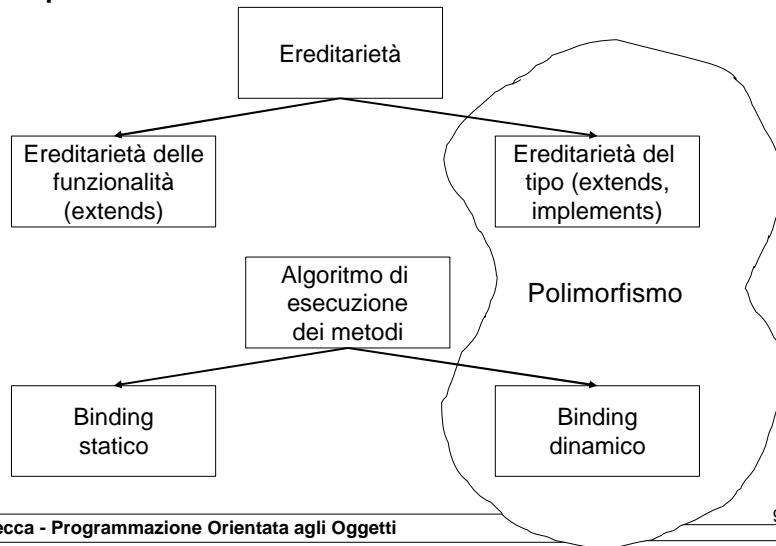 Ereditarietà
Ereditarietà delle
funzionalità
(extends)
Ereditarietà del
tipo (extends,
implements)
Algoritmo di
esecuzione
dei metodi
Polimorfismo
Binding
statico
Binding
dinamico
ecca - Programmazione Orientata agli Oggetti
9